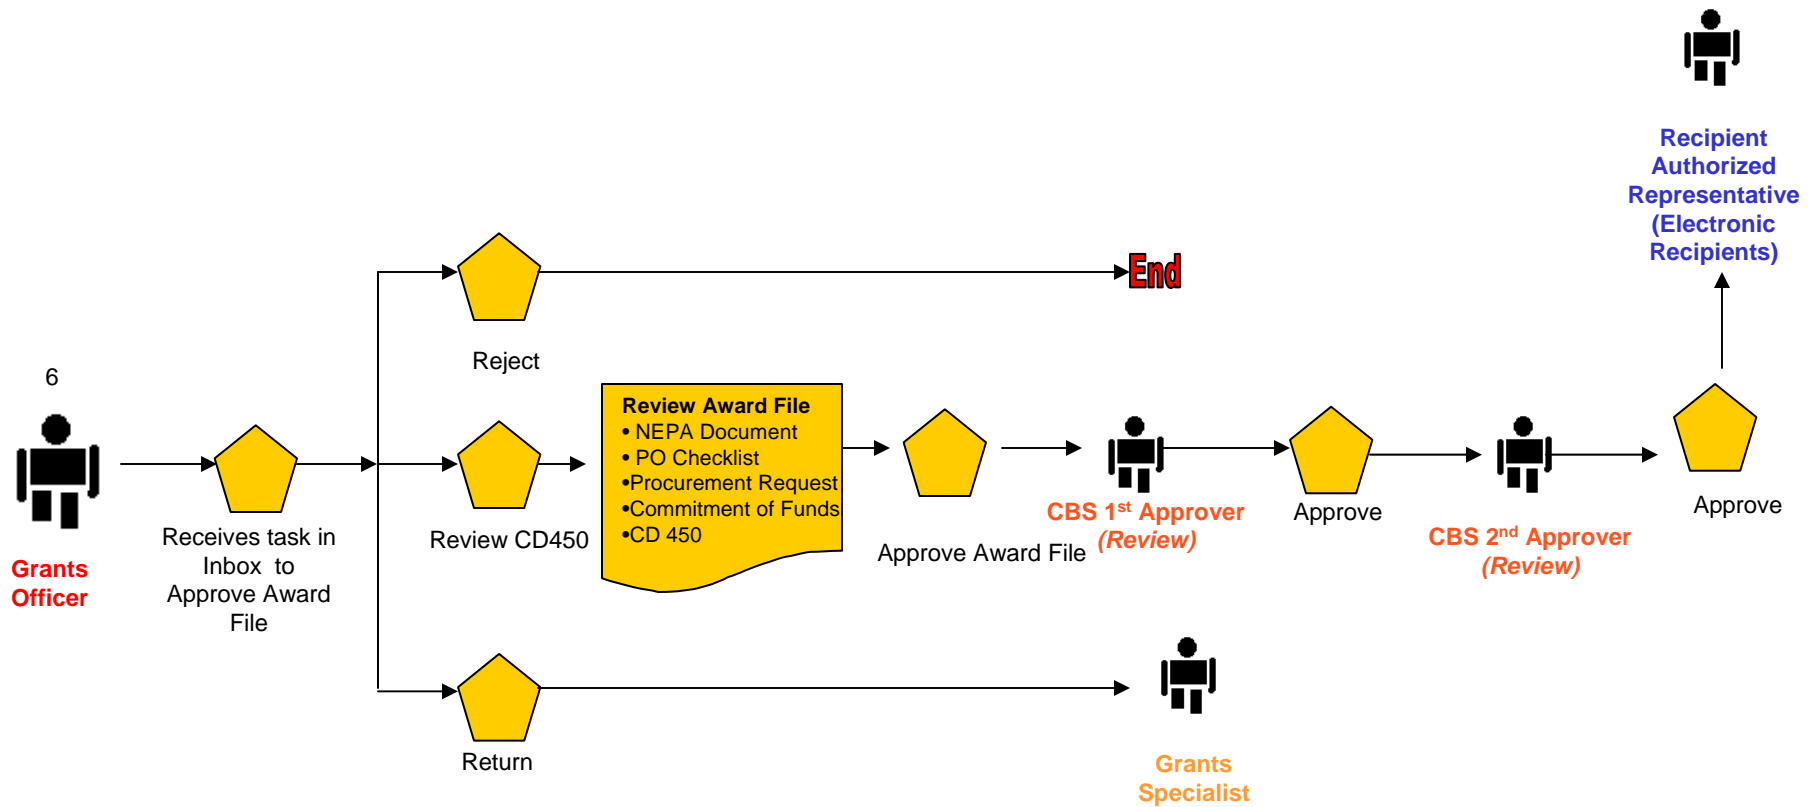 Recipient
Authorized
Representative
(Electronic
Recipients)
End
Reject
6
Grants
Officer
Receives task in
Inbox to
Approve Award
File
Review CD450
Review Award File
• NEPA Document
• PO Checklist
•Procurement Request
•Commitment of Funds
•CD 450
Approve Award File
CBS 1st Approver
(Review)
Approve
CBS 2nd Approver
(Review)
Approve
Return
Grants
Specialist